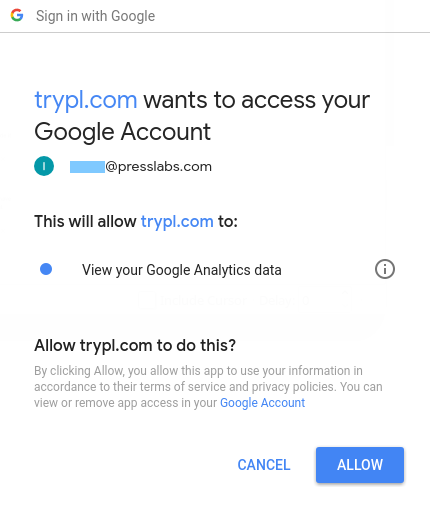 Sign in with Google
trypl.com wants to access your
Google Account
I
@presslabs.com
This will allow trypl.com to:
View your Google Analytics data
Allow trypl.com to do this?
By clicking Allow, you allow this app to use your information in
accordance to their terms of service and privacy policies. You can
view or remove app access in your Google Account
CANCEL
ALLOW